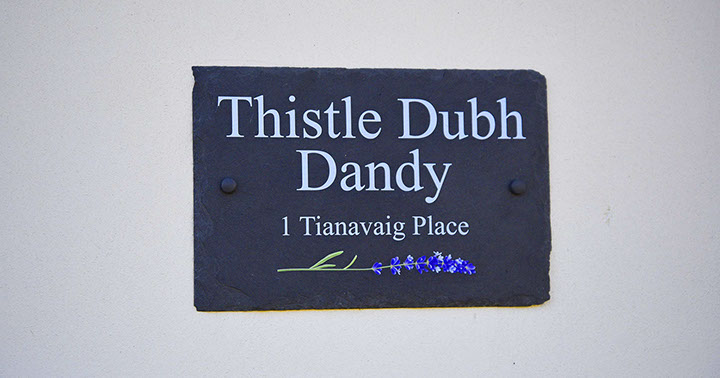 Thistle Dubh
Dandy
1 Tianavaig Place